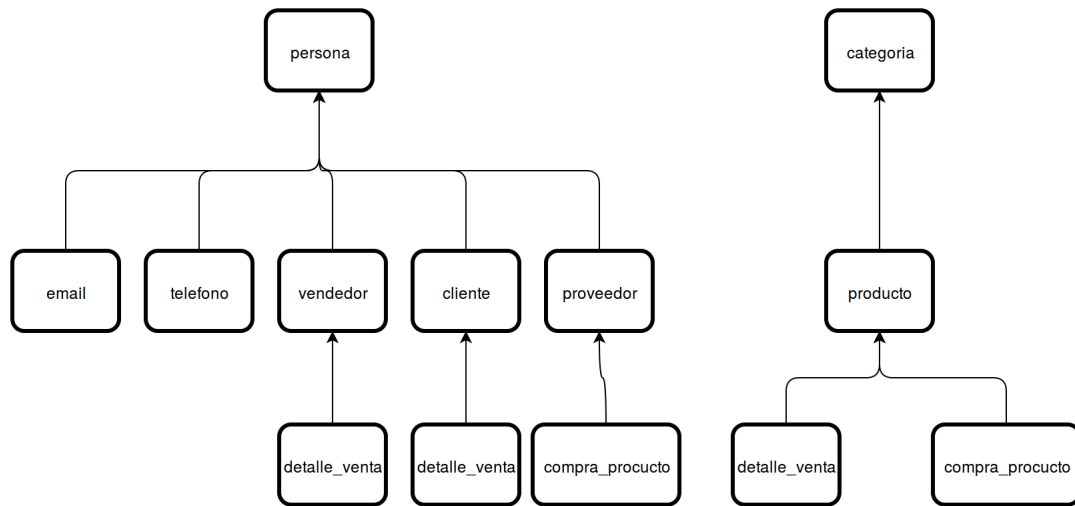 persona
categoria
email
telefono
vendedor
cliente
proveedor
producto
detalle_venta
detalle_venta
compra_procucto
detalle_venta
compra_procucto